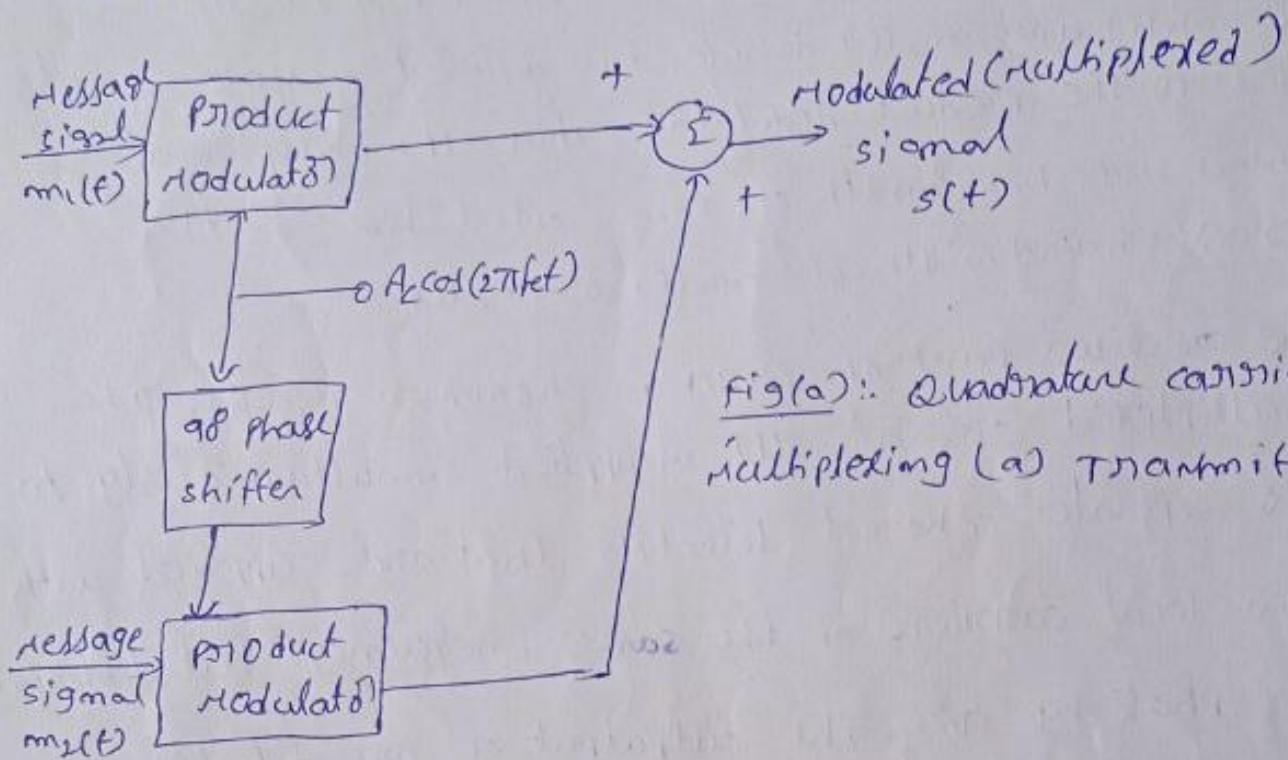 Message
signal
m₁(t)
Product
Modulator
+
Σ
+
Modulated (Multiplexed)
signal
s(t)
Ac cos(2πfct)
90° phase
shifter
Fig(a): Quadrature carri
Multiplexing (a) Transmit
Message
signal
m₂(t)
product
Modulator